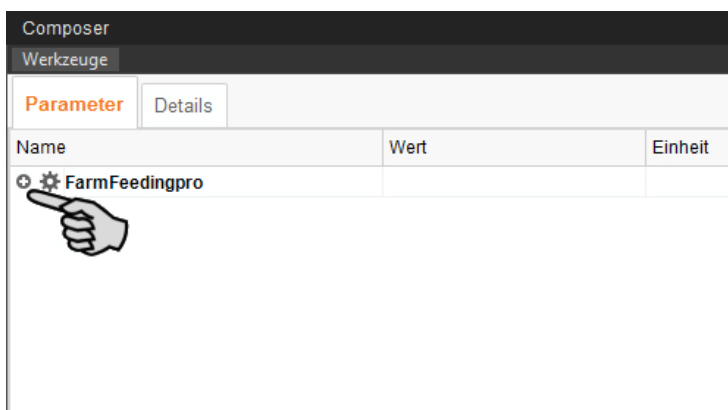 Composer
Werkzeuge
Parameter Details
Name Wert Einheit
FarmFeedingpro